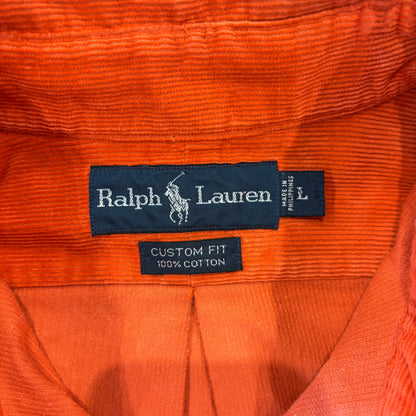 Ralph Lauren
MADE IN
PHILIPPINES
L
CUSTOM FIT
100% COTTON